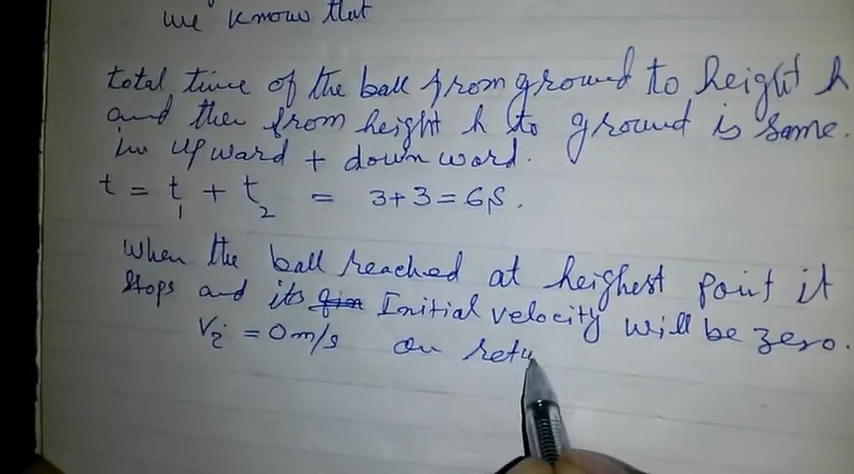 we know that
total time of the ball from ground to height h
and then from height h to ground is same.
in upward + downword.
t = t1 + t2 = 3+3=6s.
when the ball reached at heighest point it
stops and its Initial velocity will be zero.
Vi = 0 m/s on retu